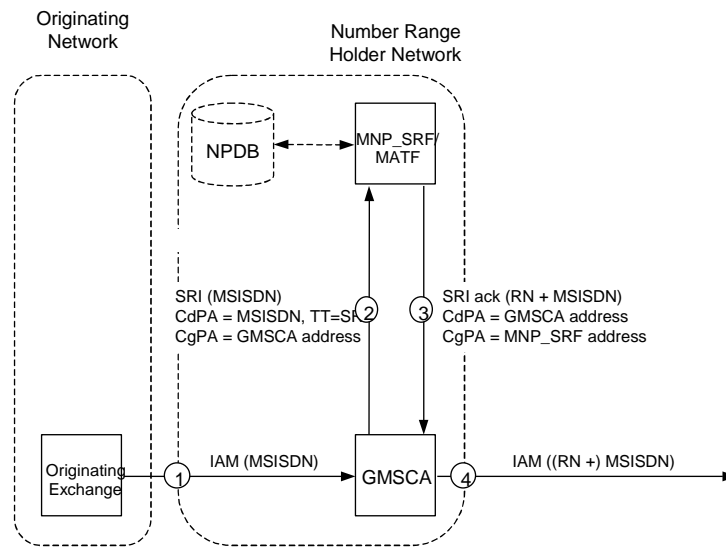 Originating
Network
Number Range
Holder Network
NPDB
MNP_SRF/
MATF
SRI (MSISDN)
CdPA = MSISDN, TT=
CgPA = GMSCA address
2
3
SRI ack (RN + MSISDN)
CdPA = GMSCA address
CgPA = MNP_SRF address
Originating
Exchange
1
IAM (MSISDN)
GMSCA
4
IAM ((RN +) MSISDN)